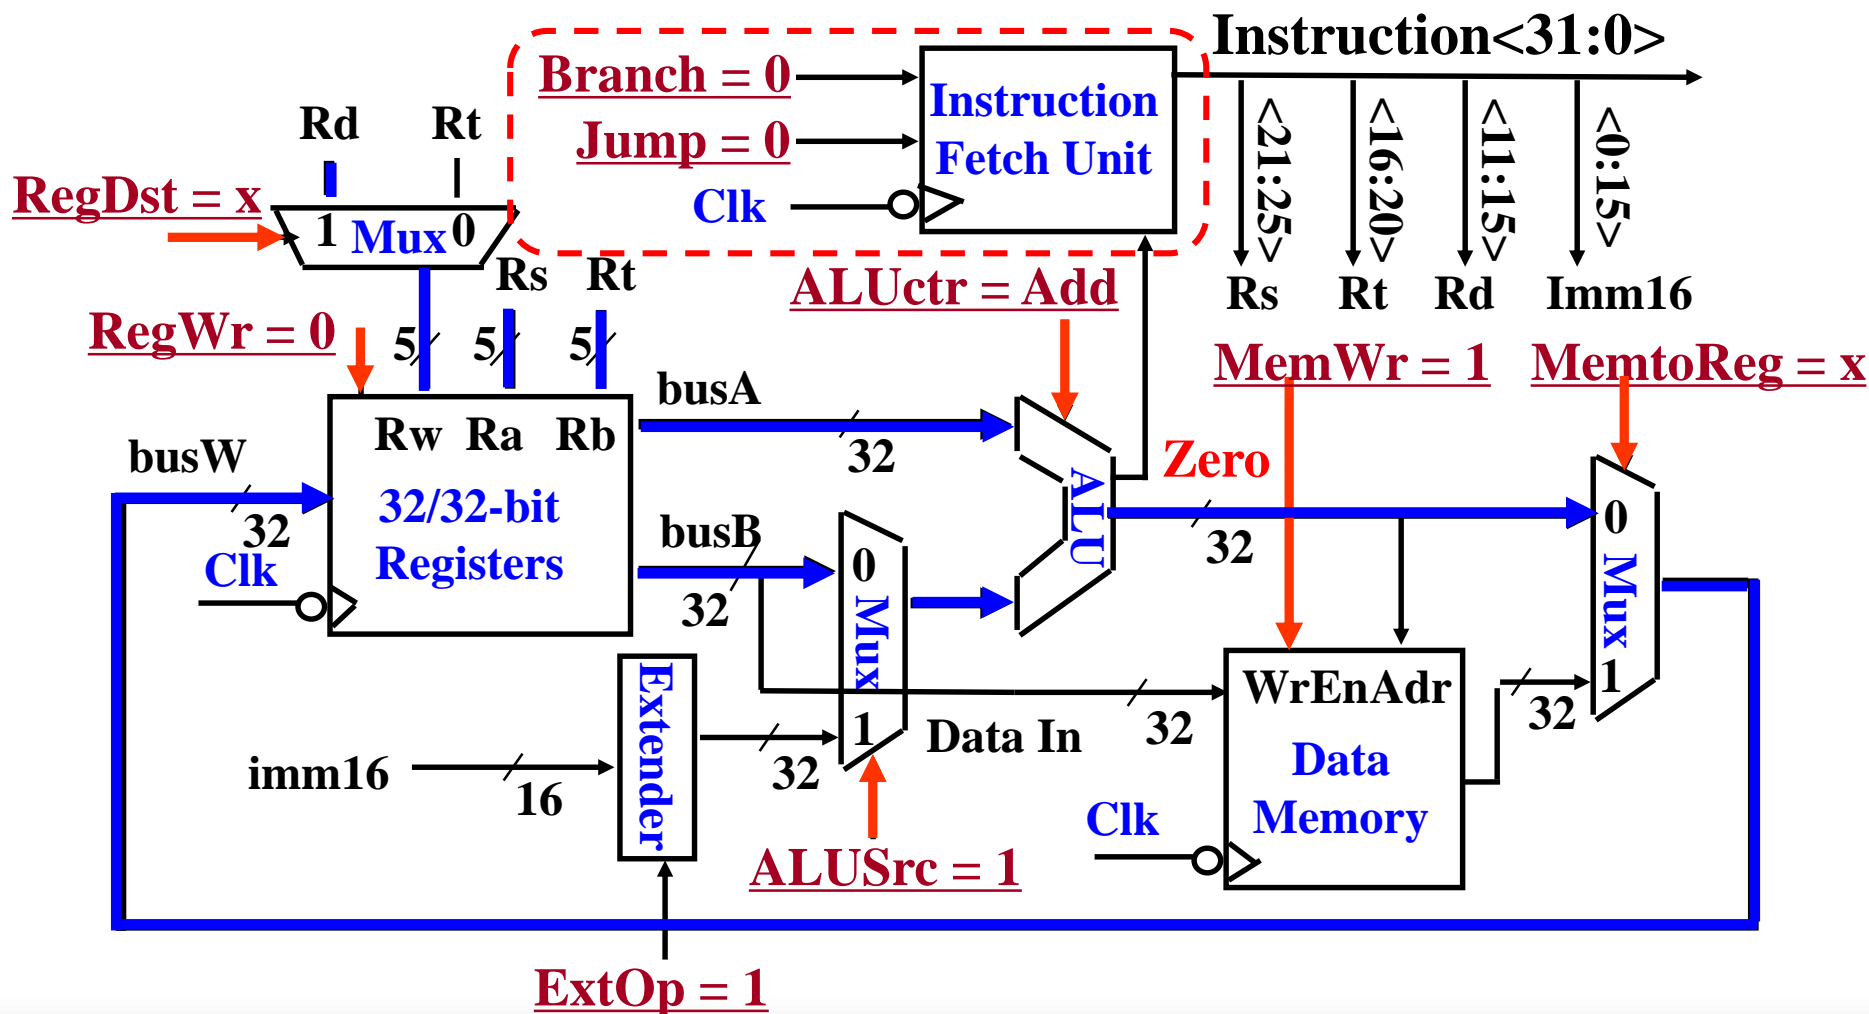 Instruction<31:0>
Branch = 0
Instruction
Fetch Unit
Jump = 0
Clk
Rd
Rt
RegDst = x
1
Mux
0
<21:25>
<16:20>
<11:15>
<0:15>
Rs
Rt
Rd
Imm16
Rs
Rt
ALUctr = Add
RegWr = 0
5
5
5
MemWr = 1
MemtoReg = x
busA
32
Rw
Ra
Rb
busW
32
32/32-bit
Registers
Clk
busB
32
0
Mux
1
ALU
Zero
32
0
Mux
1
32
Extender
imm16
16
32
Data In
32
WrEnAdr
Data
Memory
Clk
ALUSrc = 1
ExtOp = 1